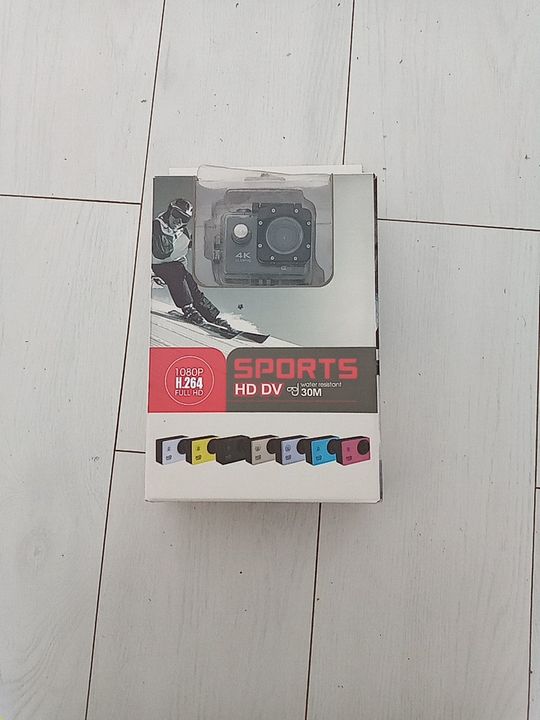 4K
1080P
H.264
FULL HD
SPORTS
HD DV
water resistant
30M